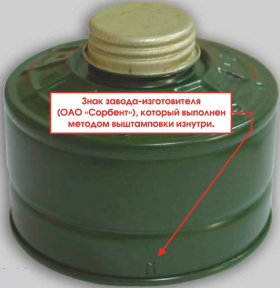 Знак завода-изготовителя
(ОАО «Сорбент»), который выполнен
методом выштамповки изнутри.